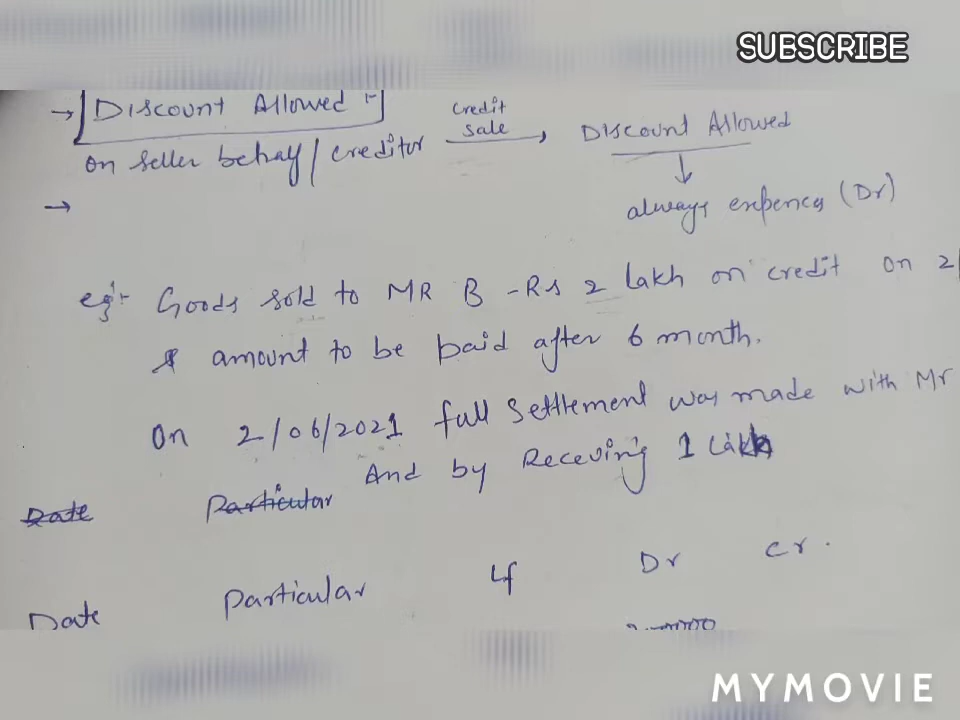 SUBSCRIBE
→ Discount Allowed :-
On seller behaf / creditor credit sale → Discount Allowed
→
always expences (Dr)
eg:- Goods sold to MR B - Rs 2 lakh on credit on 2/
& amount to be paid after 6 month.
On 2/06/2021 full settlement was made with Mr
And by Receving 1 Lakh
Date Particular
Date Particular Lf Dr Cr.
MYMOVIE